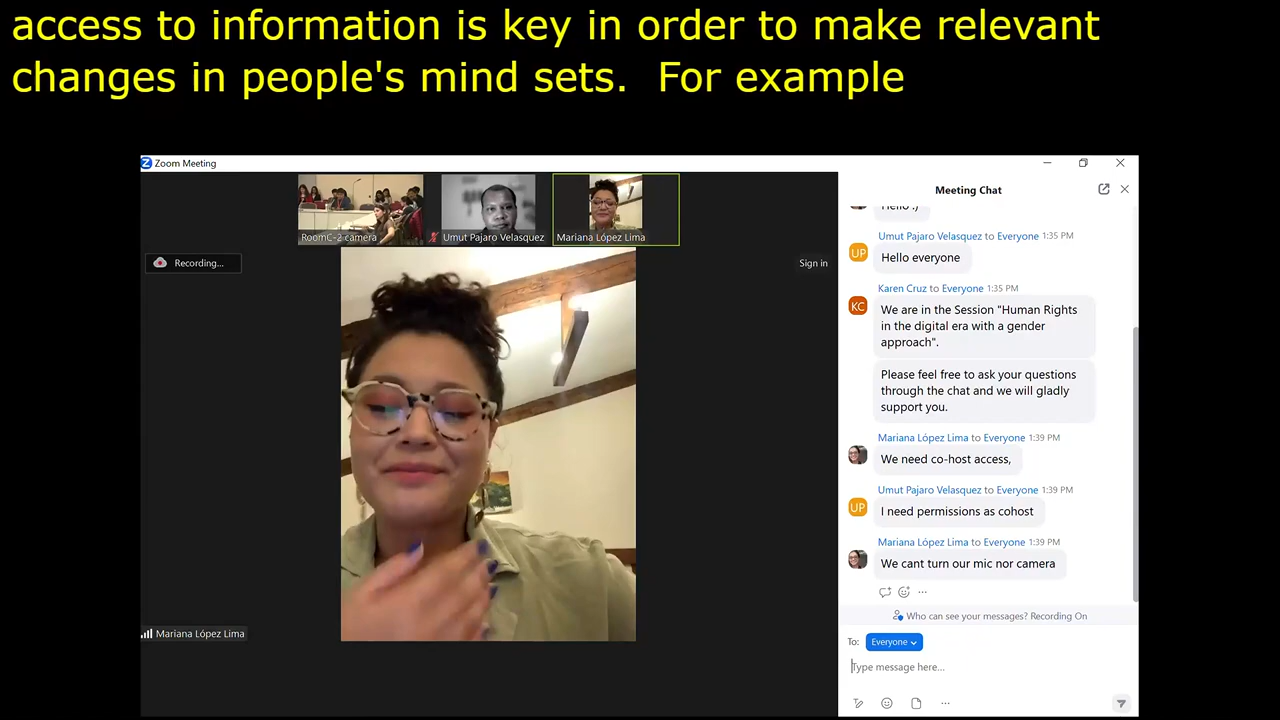 access to information is key in order to make relevant
changes in people's mind sets.  For example
Zoom Meeting
RoomC-2 camera
Umut Pajaro Velasquez
Mariana López Lima
Recording...
Sign in
Mariana López Lima
Meeting Chat
Hello :)
Umut Pajaro Velasquez to Everyone 1:35 PM
UP
Hello everyone
Karen Cruz to Everyone 1:35 PM
KC
We are in the Session "Human Rights
in the digital era with a gender
approach".
Please feel free to ask your questions
through the chat and we will gladly
support you.
Mariana López Lima to Everyone 1:39 PM
We need co-host access,
Umut Pajaro Velasquez to Everyone 1:39 PM
UP
I need permissions as cohost
Mariana López Lima to Everyone 1:39 PM
We cant turn our mic nor camera
Who can see your messages? Recording On
To: Everyone
Type message here...